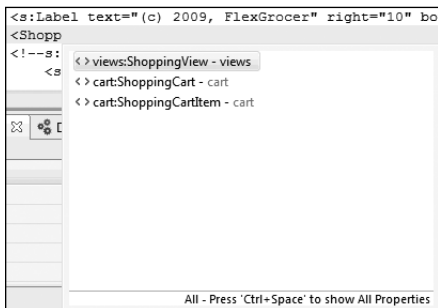 <s:Label text="(c) 2009, FlexGrocer" right="10" bo
<Shopp
<!--s:
<s
<> views:ShoppingView - views
<> cart:ShoppingCart - cart
<> cart:ShoppingCartItem - cart
All - Press 'Ctrl+Space' to show All Properties